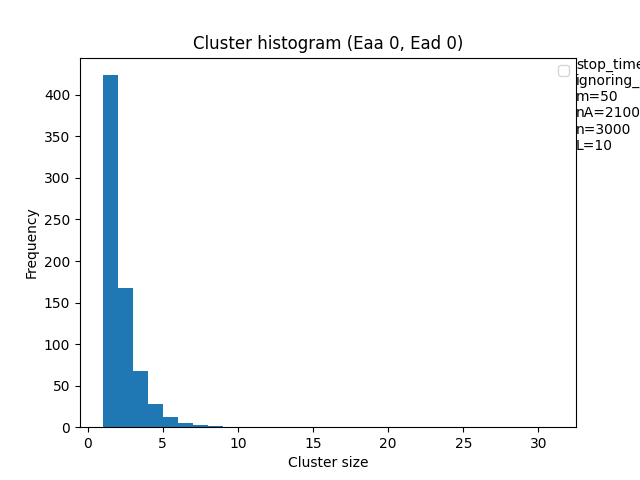 Cluster histogram (Eaa 0, Ead 0)
stop_time
ignoring_
m=50
nA=2100
n=3000
L=10
Frequency
400
350
300
250
200
150
100
50
0
0 5 10 15 20 25 30
Cluster size